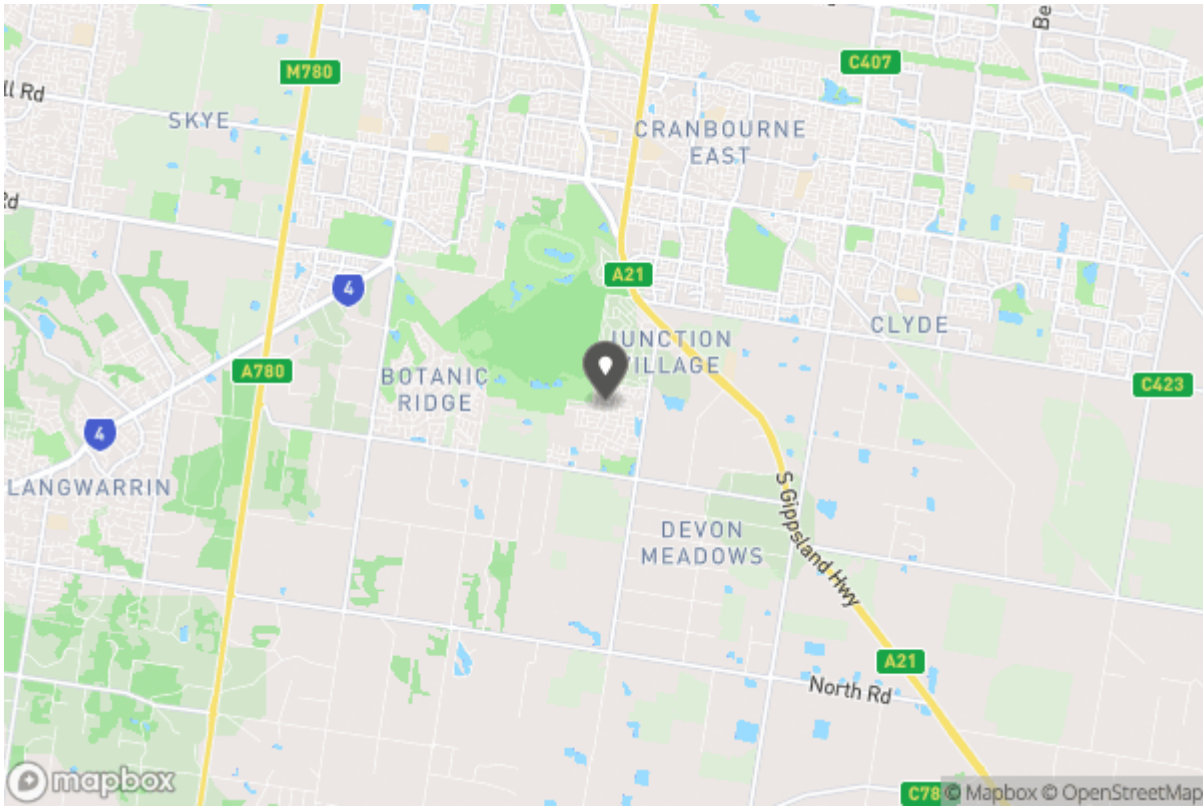 Be
C407
M780
ll Rd
SKYE
CRANBOURNE
EAST
Rd
A21
4
CLYDE
JUNCTION
VILLAGE
A780
BOTANIC
RIDGE
C423
4
LANGWARRIN
S Gippsland Hwy
DEVON
MEADOWS
A21
North Rd
mapbox
C78
© Mapbox © OpenStreetMap